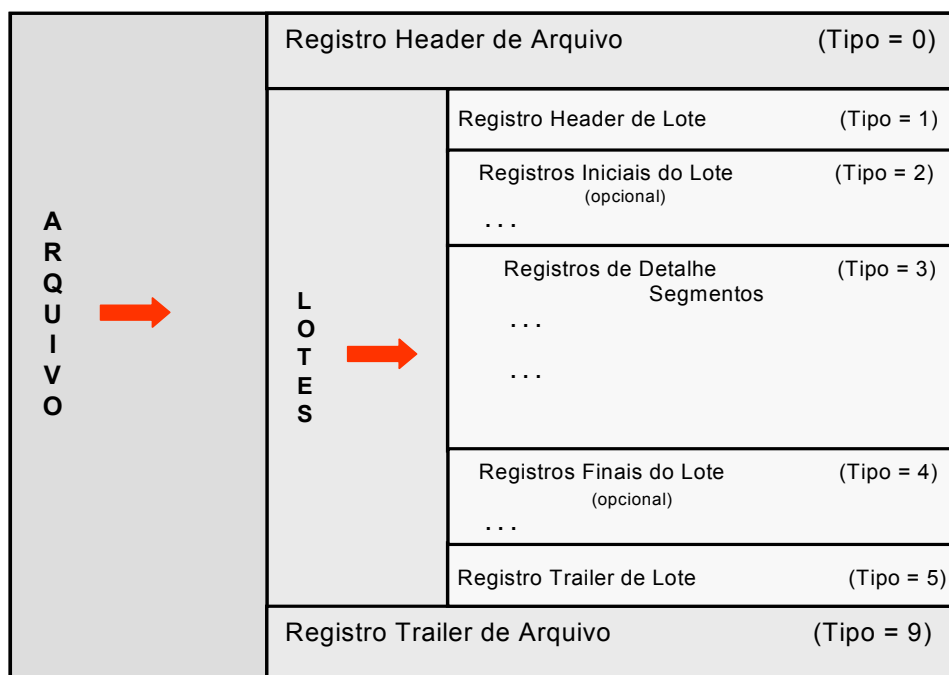 Registro Header de Arquivo (Tipo = 0)
Registro Header de Lote (Tipo = 1)
Registros Iniciais do Lote (Tipo = 2)
(opcional)
. . .
ARQUIVO
LOTES
Registros de Detalhe (Tipo = 3)
Segmentos
. . .
. . .
Registros Finais do Lote (Tipo = 4)
(opcional)
. . .
Registro Trailer de Lote (Tipo = 5)
Registro Trailer de Arquivo (Tipo = 9)